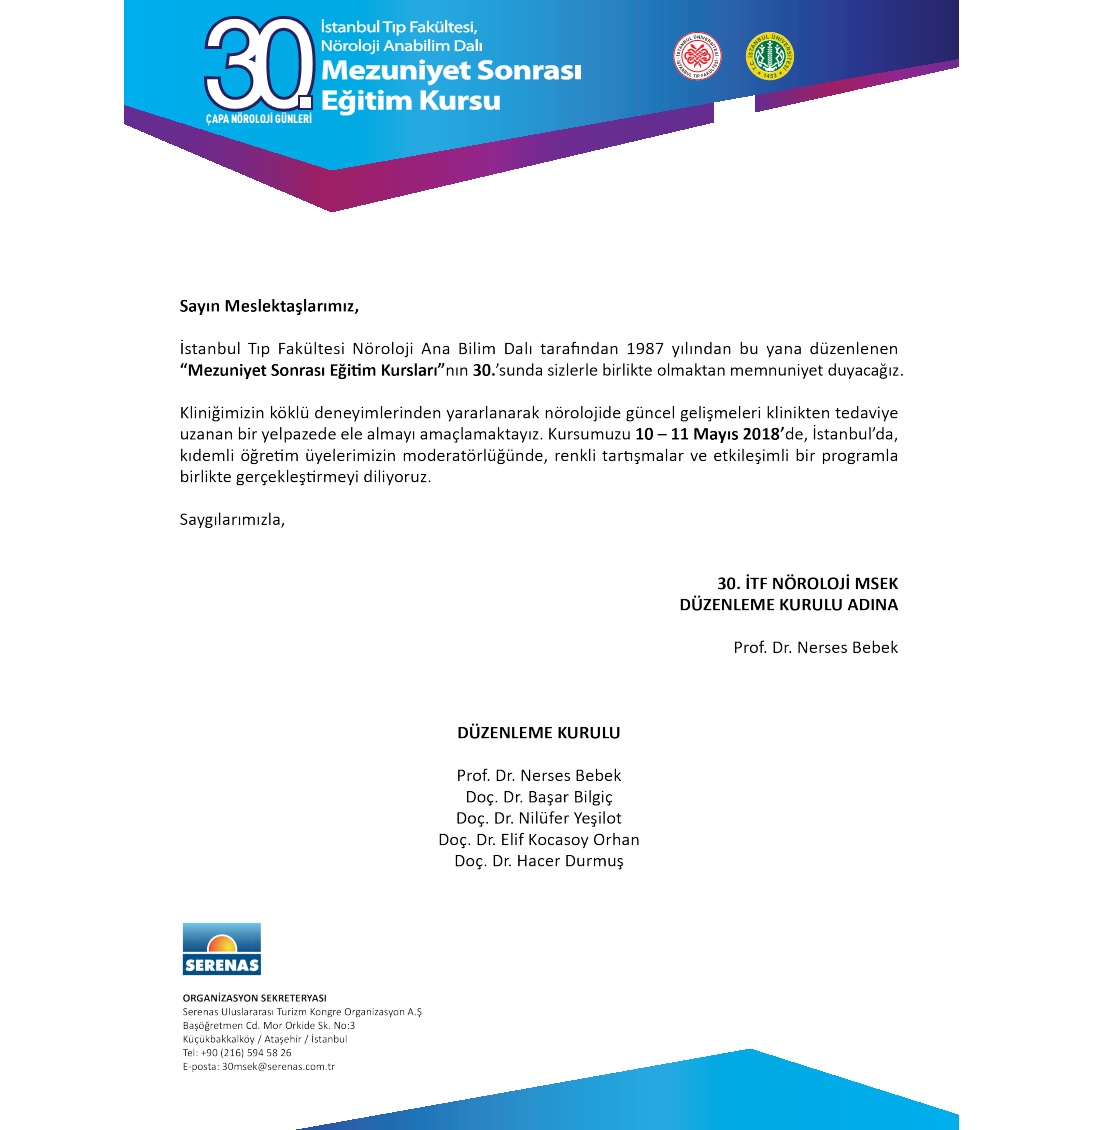 30.
ÇAPA NÖROLOJİ GÜNLERİ
İstanbul Tıp Fakültesi,
Nöroloji Anabilim Dalı
Mezuniyet Sonrası
Eğitim Kursu
Sayın Meslektaşlarımız,
İstanbul Tıp Fakültesi Nöroloji Ana Bilim Dalı tarafından 1987 yılından bu yana düzenlenen
“Mezuniyet Sonrası Eğitim Kursları”nın 30.’sunda sizlerle birlikte olmaktan memnuniyet duyacağız.
Kliniğimizin köklü deneyimlerinden yararlanarak nörolojide güncel gelişmeleri klinikten tedaviye
uzanan bir yelpazede ele almayı amaçlamaktayız. Kursumuzu 10 – 11 Mayıs 2018’de, İstanbul’da,
kıdemli öğretim üyelerimizin moderatörlüğünde, renkli tartışmalar ve etkileşimli bir programla
birlikte gerçekleştirmeyi diliyoruz.
Saygılarımızla,
30. İTF NÖROLOJİ MSEK
DÜZENLEME KURULU ADINA
Prof. Dr. Nerses Bebek
DÜZENLEME KURULU
Prof. Dr. Nerses Bebek
Doç. Dr. Başar Bilgiç
Doç. Dr. Nilüfer Yeşilot
Doç. Dr. Elif Kocasoy Orhan
Doç. Dr. Hacer Durmuş
SERENAS
ORGANİZASYON SEKRETERYASI
Serenas Uluslararası Turizm Kongre Organizasyon A.Ş
Başöğretmen Cd. Mor Orkide Sk. No:3
Küçükbakkalköy / Ataşehir / İstanbul
Tel: +90 (216) 594 58 26
E-posta: 30msek@serenas.com.tr